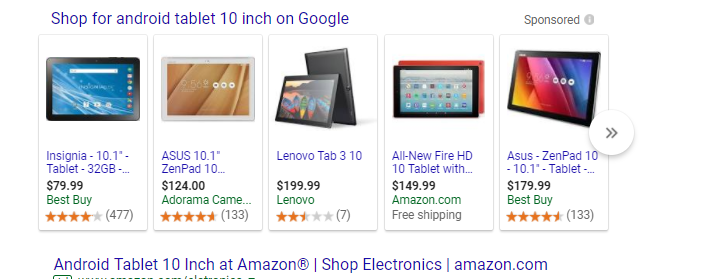 Shop for android tablet 10 inch on Google
Sponsored
Insignia - 10.1" -
Tablet - 32GB -...
$79.99
Best Buy
(477)
ASUS 10.1"
ZenPad 10...
$124.00
Adorama Came...
(133)
Lenovo Tab 3 10
$199.99
Lenovo
(7)
All-New Fire HD
10 Tablet with...
$149.99
Amazon.com
Free shipping
Asus - ZenPad 10
- 10.1" - Tablet -...
$179.99
Best Buy
(133)
»
Android Tablet 10 Inch at Amazon® | Shop Electronics | amazon.com